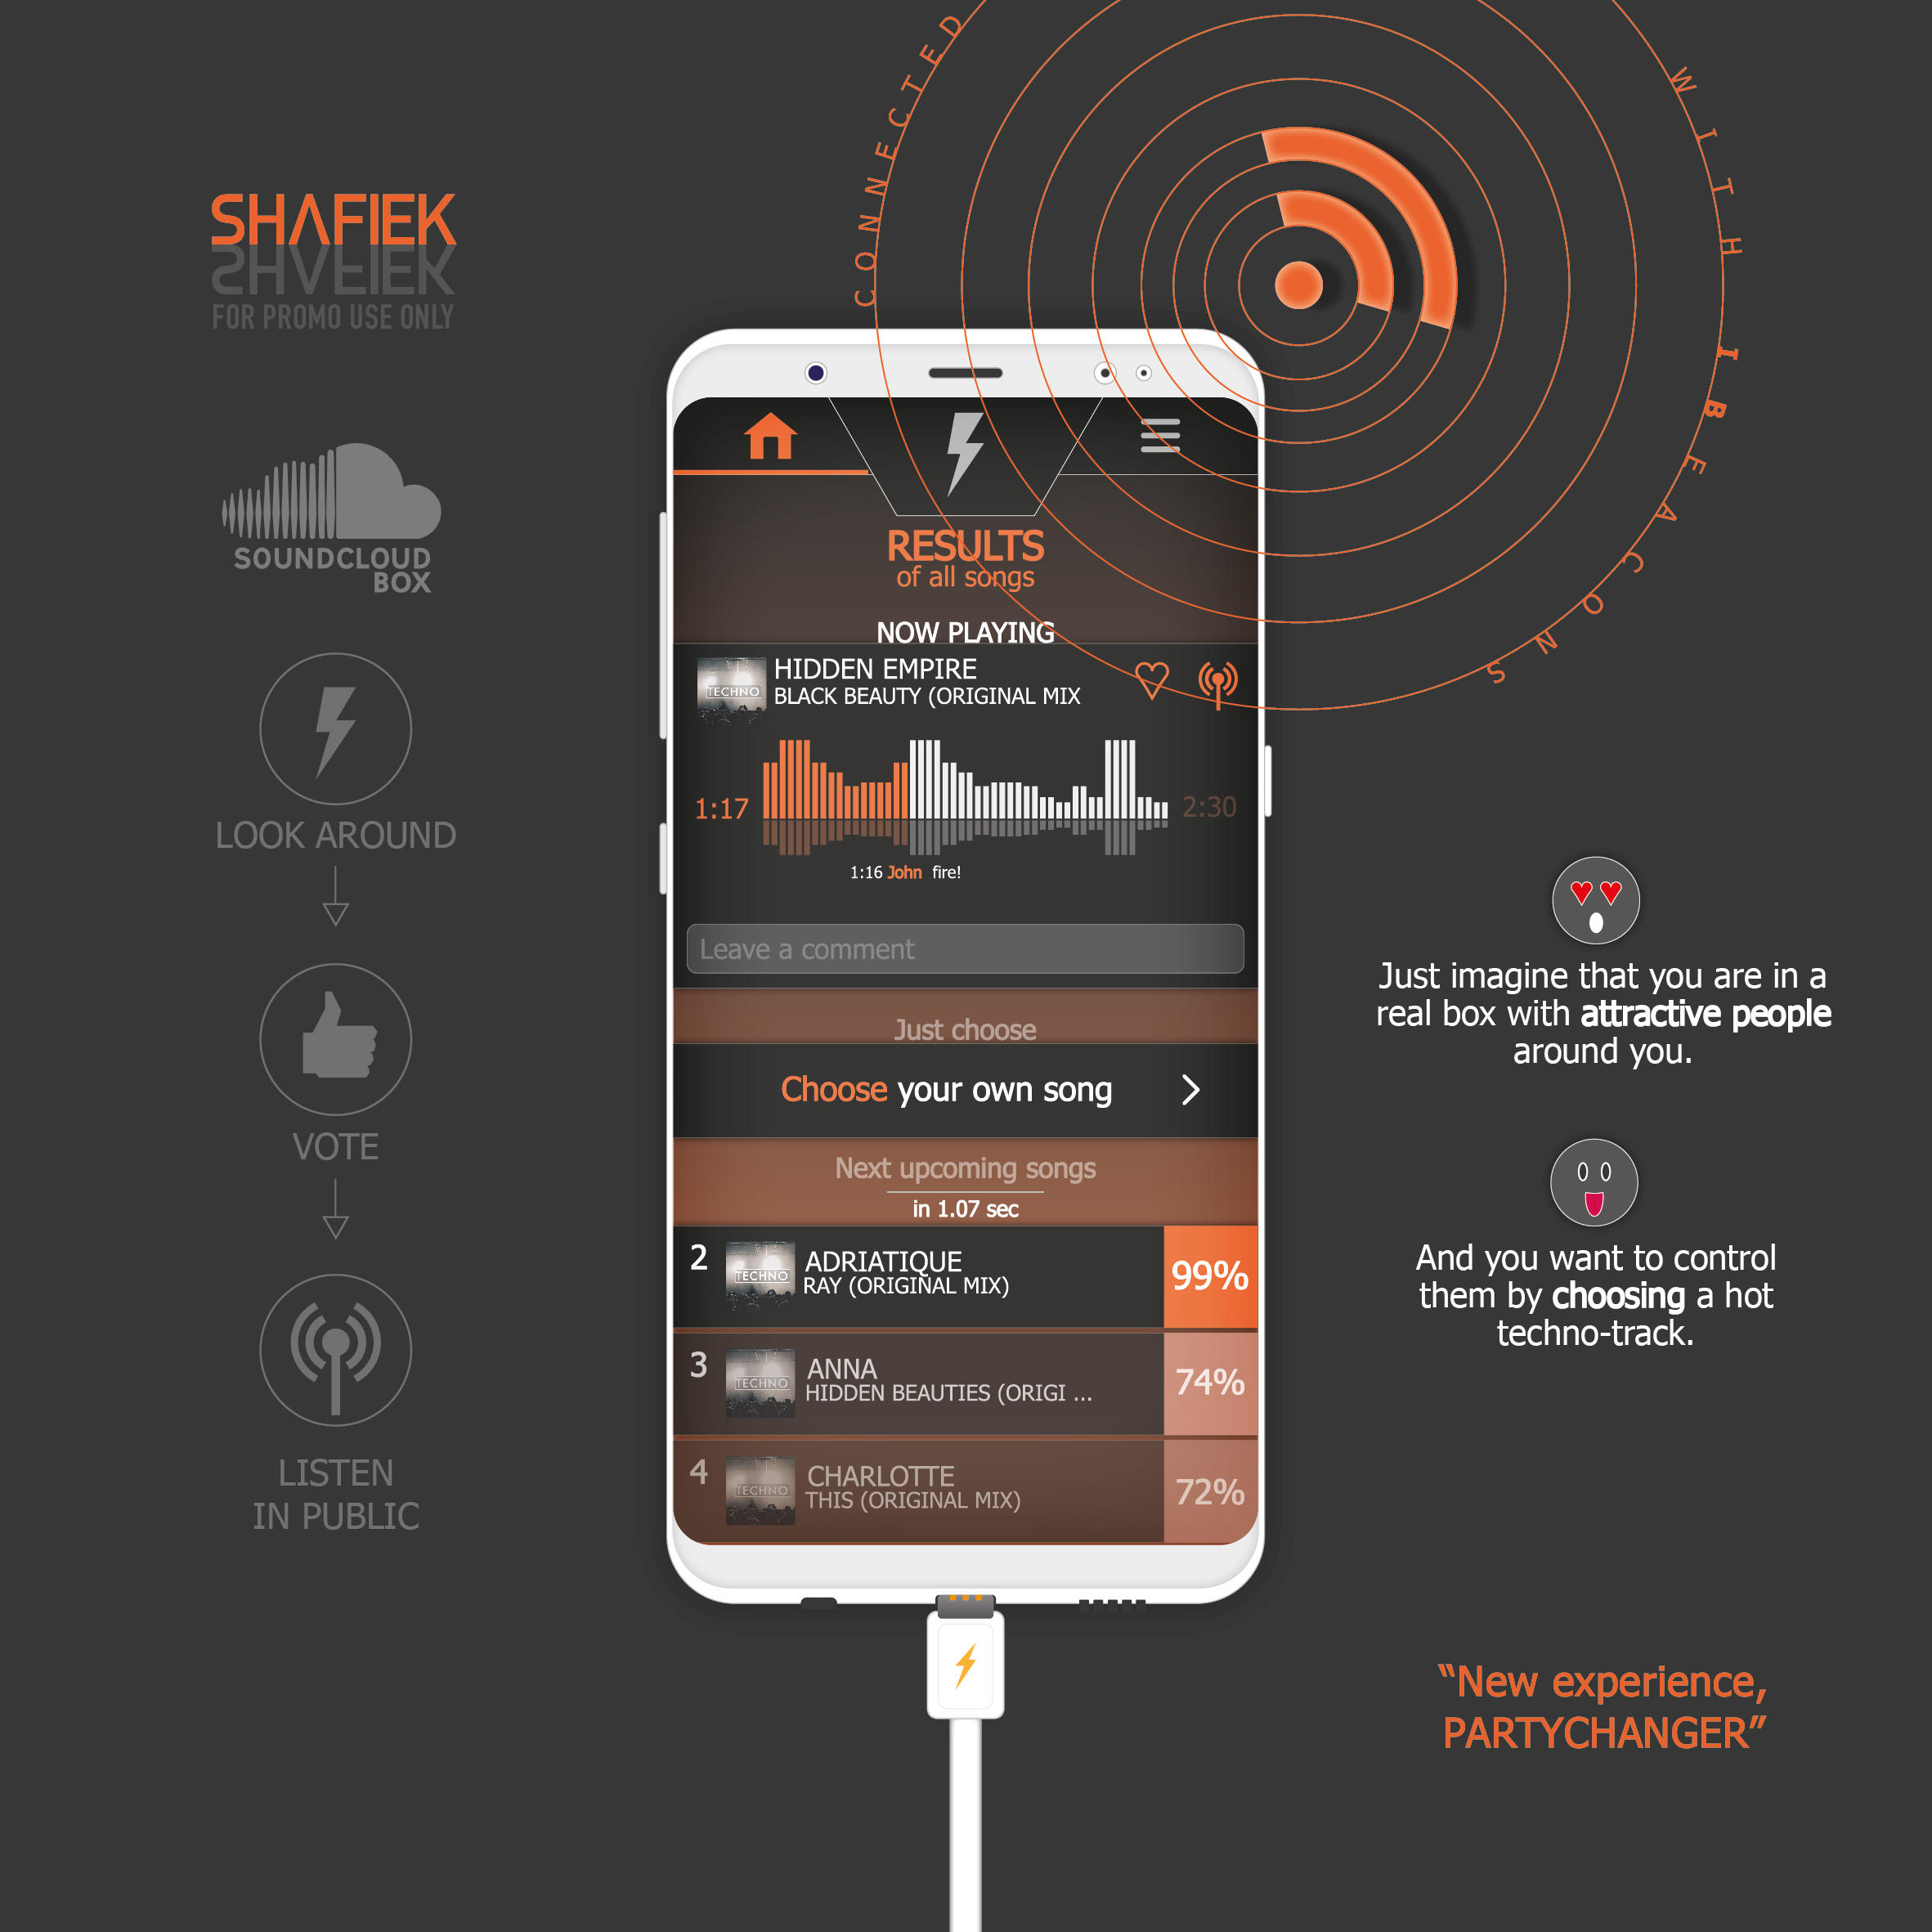 CONNECTED WITH IBEACONS
SHAFIEK
FOR PROMO USE ONLY
SOUNDCLOUD
BOX
LOOK AROUND
VOTE
LISTEN
IN PUBLIC
RESULTS
of all songs
NOW PLAYING
TECHNO
HIDDEN EMPIRE
BLACK BEAUTY (ORIGINAL MIX
1:17
2:30
1:16 John fire!
Leave a comment
Just choose
Choose your own song
Next upcoming songs
in 1.07 sec
2
TECHNO
ADRIATIQUE
RAY (ORIGINAL MIX)
99%
3
TECHNO
ANNA
HIDDEN BEAUTIES (ORIGI ...
74%
4
TECHNO
CHARLOTTE
THIS (ORIGINAL MIX)
72%
Just imagine that you are in a
real box with attractive people
around you.
And you want to control
them by choosing a hot
techno-track.
“New experience,
PARTYCHANGER”